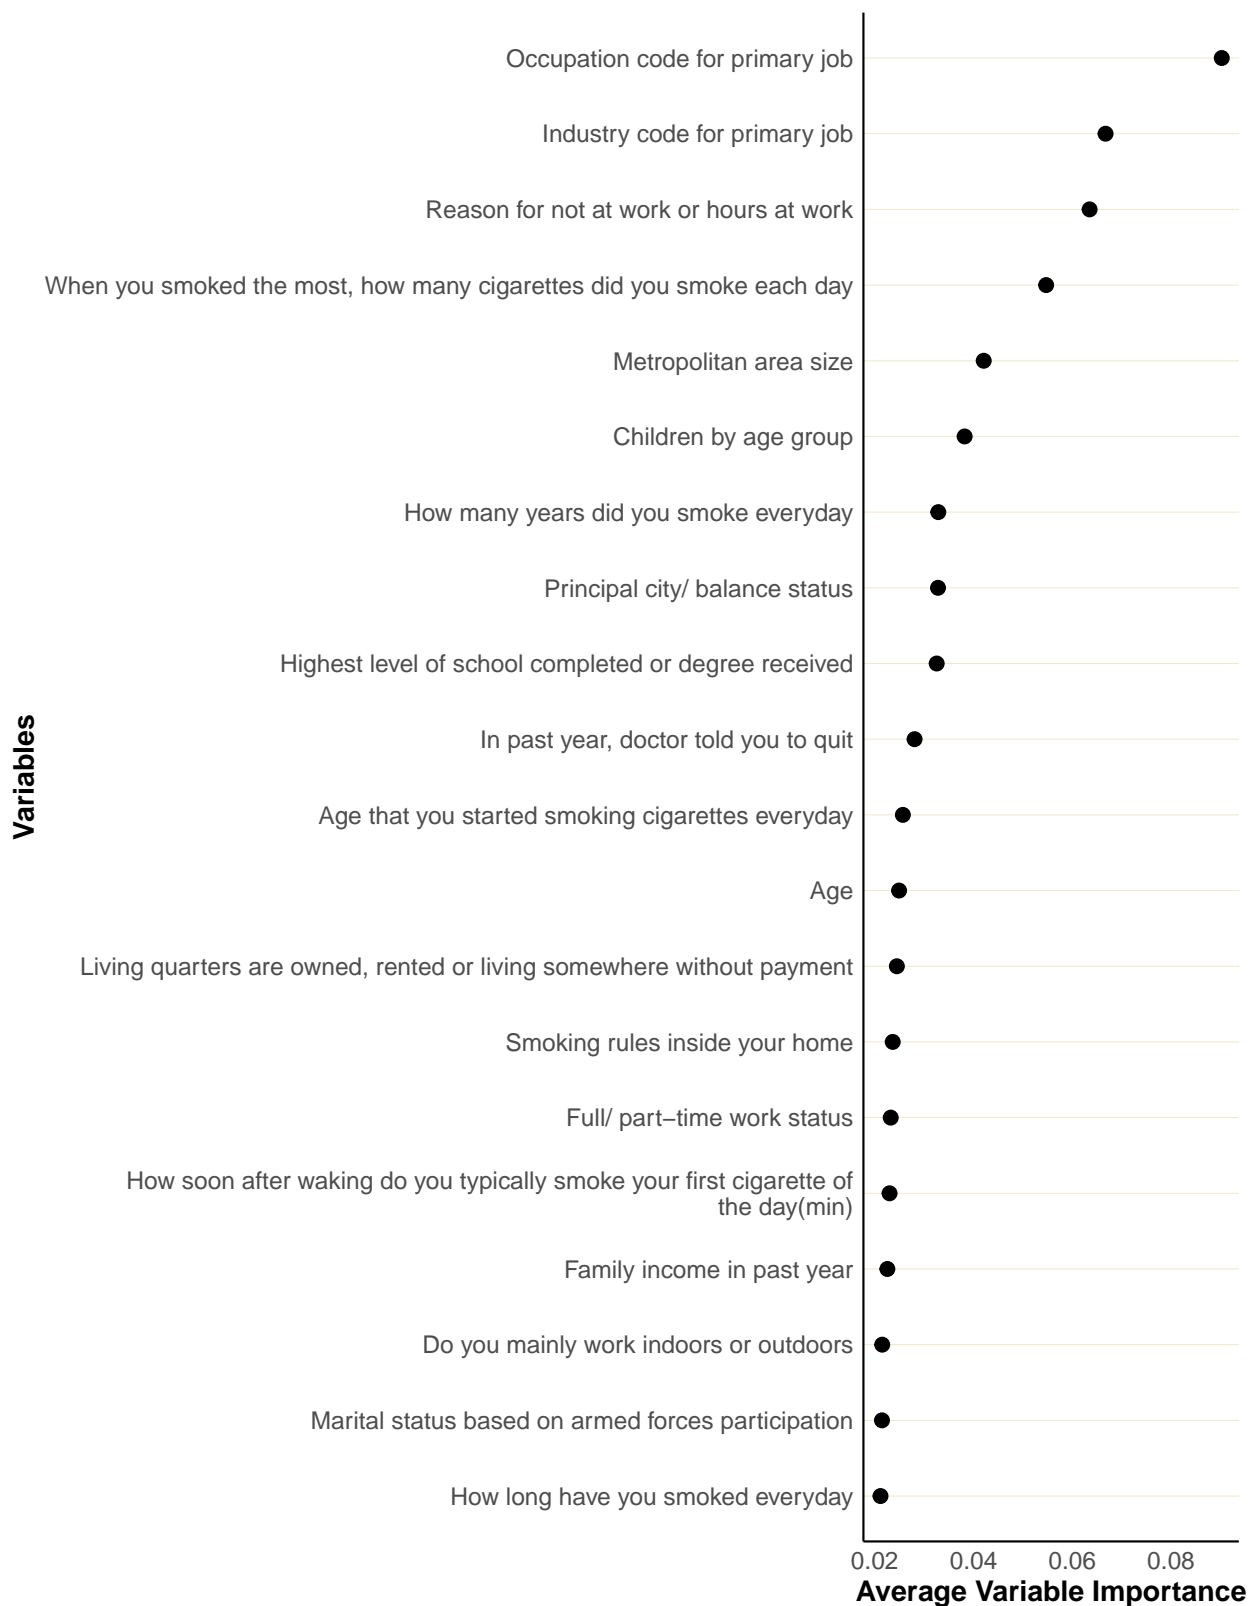 Occupation code for primary job
Industry code for primary job
Reason for not at work or hours at work
When you smoked the most, how many cigarettes did you smoke each day
Metropolitan area size
Children by age group
How many years did you smoke everyday
Principal city/ balance status
Highest level of school completed or degree received
In past year, doctor told you to quit
Age that you started smoking cigarettes everyday
Age
Living quarters are owned, rented or living somewhere without payment
Smoking rules inside your home
Full/ part−time work status
How soon after waking do you typically smoke your first cigarette of
the day(min)
Family income in past year
Do you mainly work indoors or outdoors
Marital status based on armed forces participation
How long have you smoked everyday
Variables
0.02 0.04 0.06 0.08
Average Variable Importance